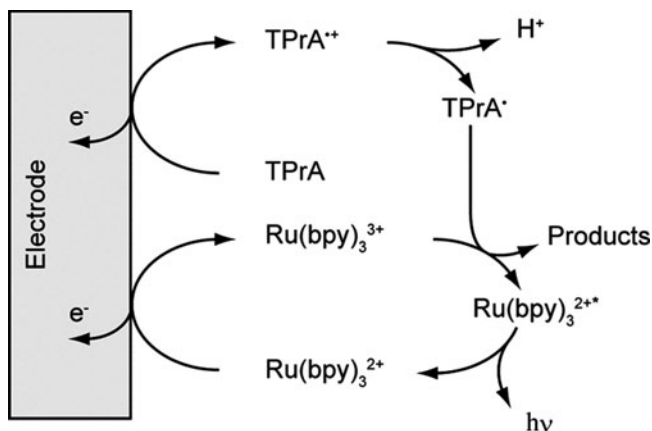 TPrA•+
H+
e-
TPrA•
TPrA
Electrode
Ru(bpy)₃³⁺
Products
e-
Ru(bpy)₃²⁺*
Ru(bpy)₃²⁺
hν